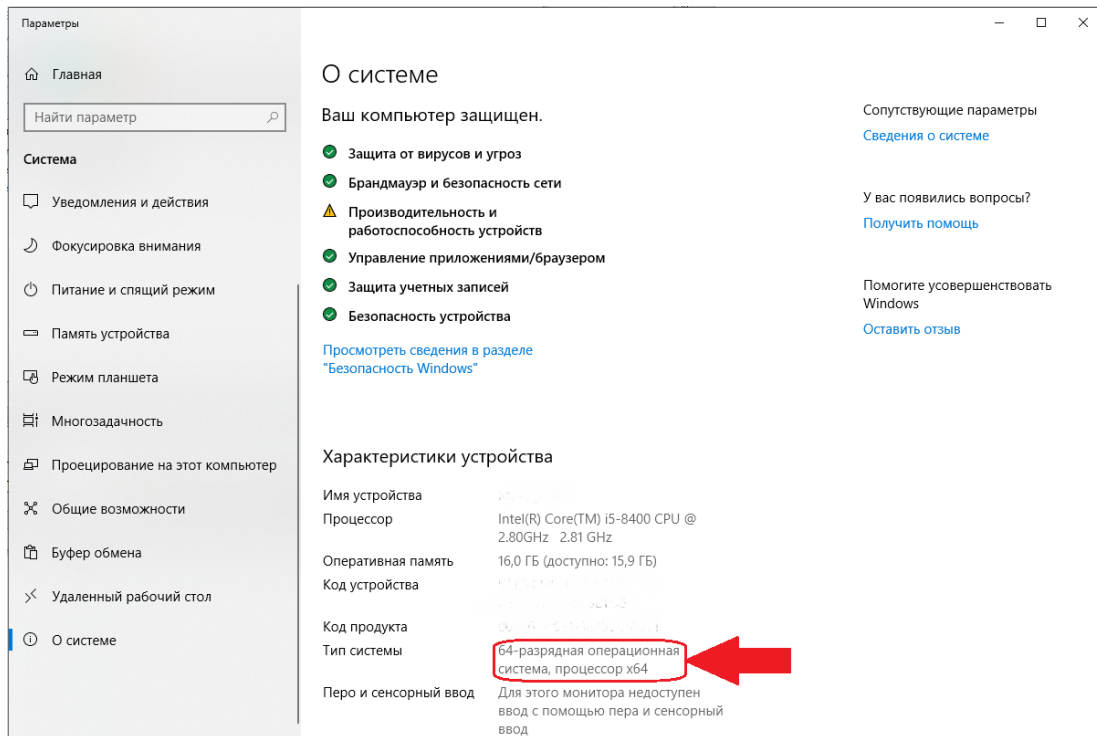 Параметры
Главная
Найти параметр
Система
Уведомления и действия
Фокусировка внимания
Питание и спящий режим
Память устройства
Режим планшета
Многозадачность
Проецирование на этот компьютер
Общие возможности
Буфер обмена
Удаленный рабочий стол
О системе
О системе
Ваш компьютер защищен.
Защита от вирусов и угроз
Брандмауэр и безопасность сети
Производительность и
работоспособность устройств
Управление приложениями/браузером
Защита учетных записей
Безопасность устройства
Просмотреть сведения в разделе
"Безопасность Windows"
Характеристики устройства
Имя устройства
Процессор Intel(R) Core(TM) i5-8400 CPU @
2.80GHz 2.81 GHz
Оперативная память 16,0 ГБ (доступно: 15,9 ГБ)
Код устройства
Код продукта
Тип системы 64-разрядная операционная
система, процессор x64
Перо и сенсорный ввод Для этого монитора недоступен
ввод с помощью пера и сенсорный
ввод
Сопутствующие параметры
Сведения о системе
У вас появились вопросы?
Получить помощь
Помогите усовершенствовать
Windows
Оставить отзыв